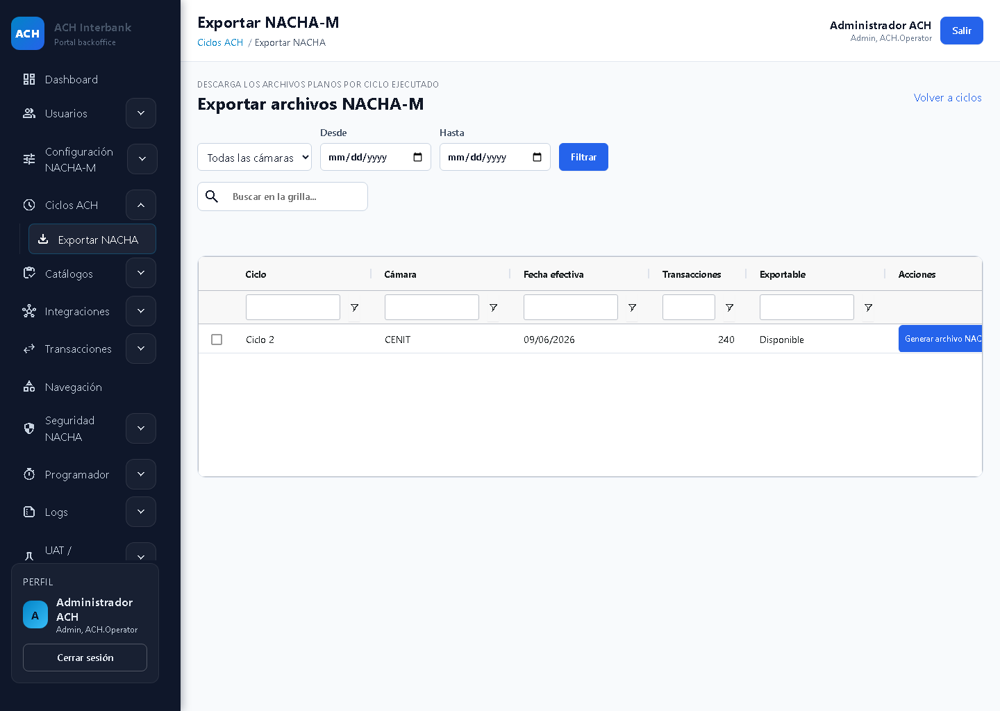 ACH
ACH Interbank
Portal backoffice
Dashboard
Usuarios
Configuración
NACHA-M
Ciclos ACH
Exportar NACHA
Catálogos
Integraciones
Transacciones
Navegación
Seguridad
NACHA
Programador
Logs
UAT /
PERFIL
A
Administrador
ACH
Admin, ACH.Operator
Cerrar sesión
Exportar NACHA-M
Ciclos ACH / Exportar NACHA
Administrador ACH
Admin, ACH.Operator
Salir
DESCARGA LOS ARCHIVOS PLANOS POR CICLO EJECUTADO
Exportar archivos NACHA-M
Volver a ciclos
Desde
Hasta
Todas las cámaras
mm/dd/yyyy
mm/dd/yyyy
Filtrar
Buscar en la grilla...
Ciclo
Cámara
Fecha efectiva
Transacciones
Exportable
Acciones
Ciclo 2
CENIT
09/06/2026
240
Disponible
Generar archivo NAC